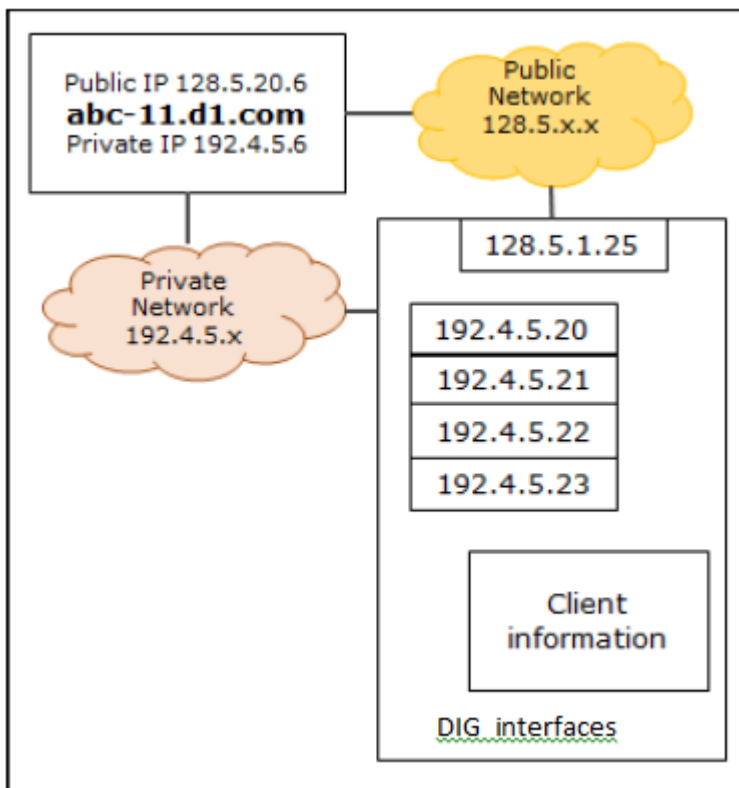 Public IP 128.5.20.6
abc-11.d1.com
Private IP 192.4.5.6
Public
Network
128.5.x.x
Private
Network
192.4.5.x
128.5.1.25
192.4.5.20
192.4.5.21
192.4.5.22
192.4.5.23
Client
information
DIG interfaces